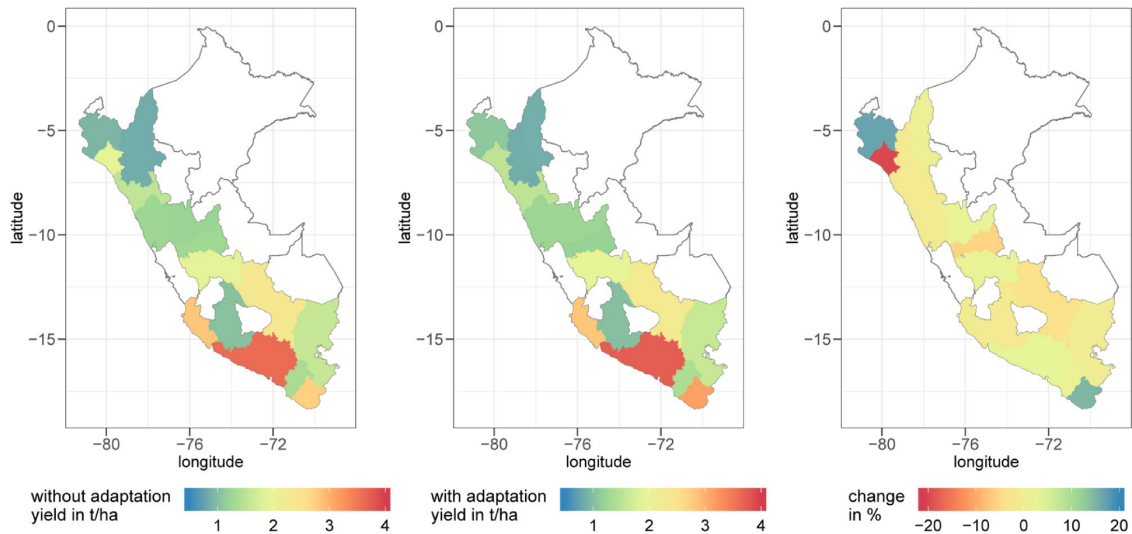 0
−5
−10
−15
latitude
−80 −76 −72
longitude
without adaptation
yield in t/ha
1 2 3 4
0
−5
−10
−15
latitude
−80 −76 −72
longitude
with adaptation
yield in t/ha
1 2 3 4
0
−5
−10
−15
latitude
−80 −76 −72
longitude
change
in %
−20 −10 0 10 20